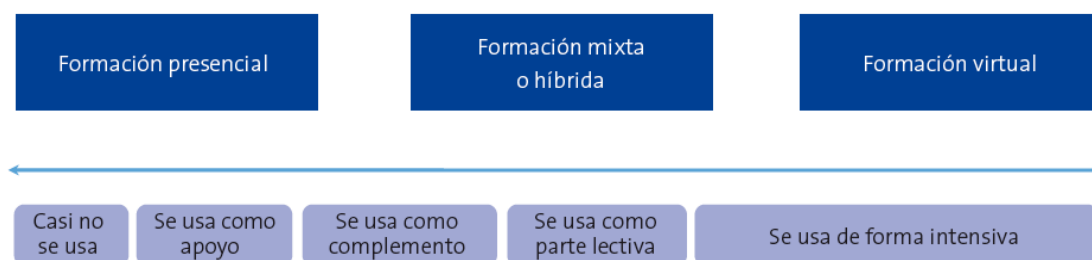 Formación presencial
Formación mixta
o híbrida
Formación virtual
Casi no
se usa
Se usa como
apoyo
Se usa como
complemento
Se usa como
parte lectiva
Se usa de forma intensiva